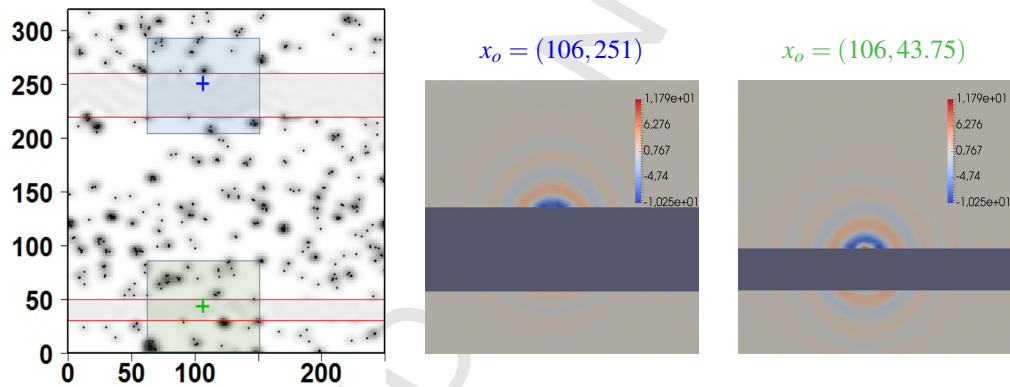 x_o = (106,251)
x_o = (106,43.75)
300
250
200
150
100
50
0
0 50 100 150 200
1,179e+01
6,276
0,767
-4,74
-1,025e+01
1,179e+01
6,276
0,767
-4,74
-1,025e+01